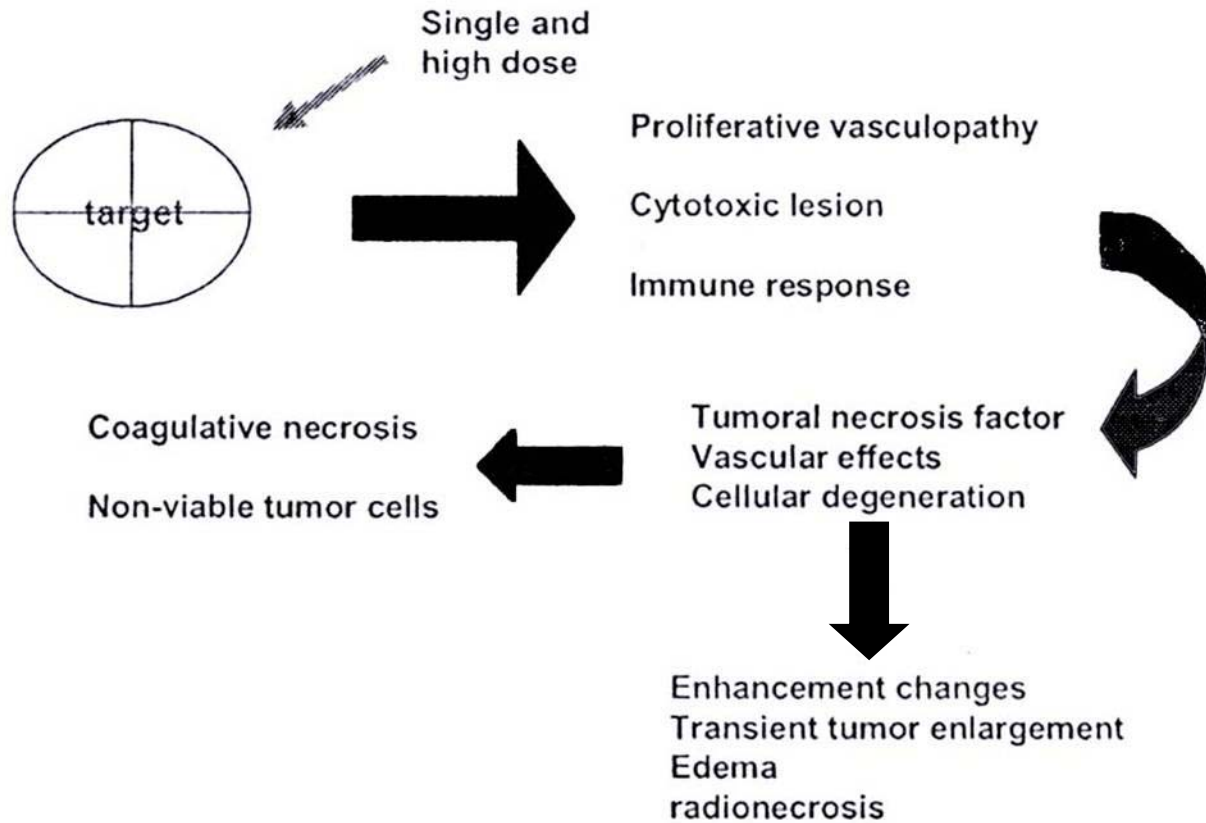 Single and
high dose
target
Proliferative vasculopathy
Cytotoxic lesion
Immune response
Tumoral necrosis factor
Vascular effects
Cellular degeneration
Coagulative necrosis
Non-viable tumor cells
Enhancement changes
Transient tumor enlargement
Edema
radionecrosis